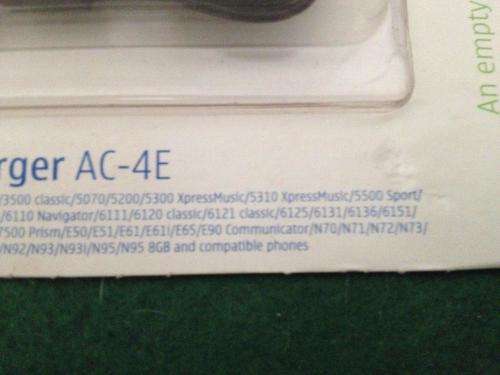 rger AC-4E
/3500 classic/5070/5200/5300 XpressMusic/5310 XpressMusic/5500 Sport/
/6110 Navigator/6111/6120 classic/6121 classic/6125/6131/6136/6151/
7500 Prism/E50/E51/E61/E61i/E65/E90 Communicator/N70/N71/N72/N73/
/N92/N93/N93i/N95/N95 8GB and compatible phones
An empty